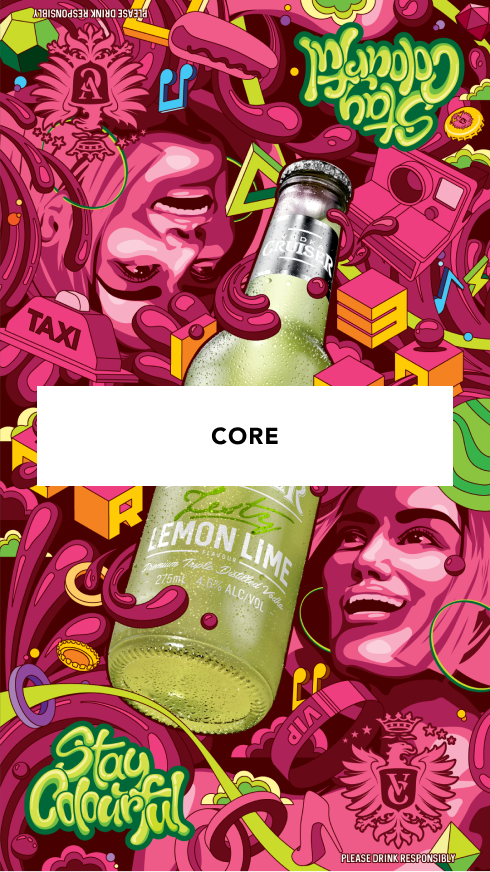 PLEASE DRINK RESPONSIBLY
Stay
Colourful
VODKA
CRUISER
TAXI
CORE
R
Zesty
LEMON LIME
FLAVOUR
Premium Triple Distilled Vodka
275mL 4.6% ALC/VOL
VIP
Stay
Colourful
PLEASE DRINK RESPONSIBLY